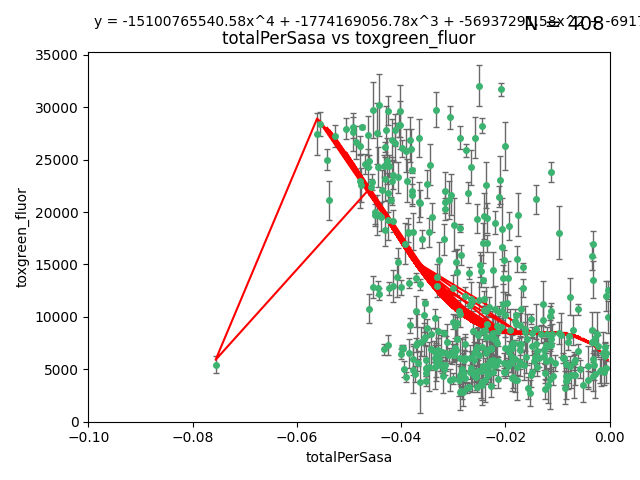 y = -15100765540.58x^4 + -1774169056.78x^3 +
N = 408
totalPerSasa vs toxgreen_fluor
35000
30000
25000
20000
15000
10000
5000
0
toxgreen_fluor
−0.10
−0.08
−0.06
−0.04
−0.02
0.00
totalPerSasa